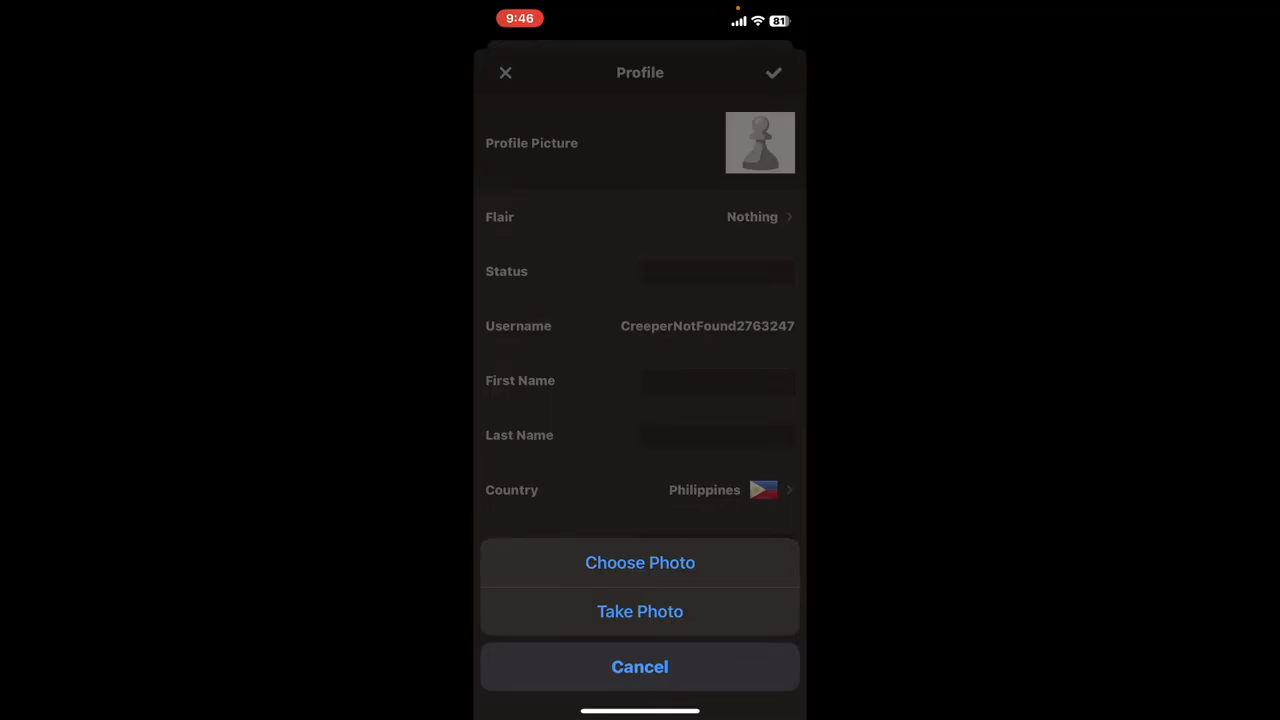 9:46
81
Profile
Profile Picture
Flair Nothing
Status
Username CreeperNotFound2763247
First Name
Last Name
Country Philippines
Choose Photo
Take Photo
Cancel